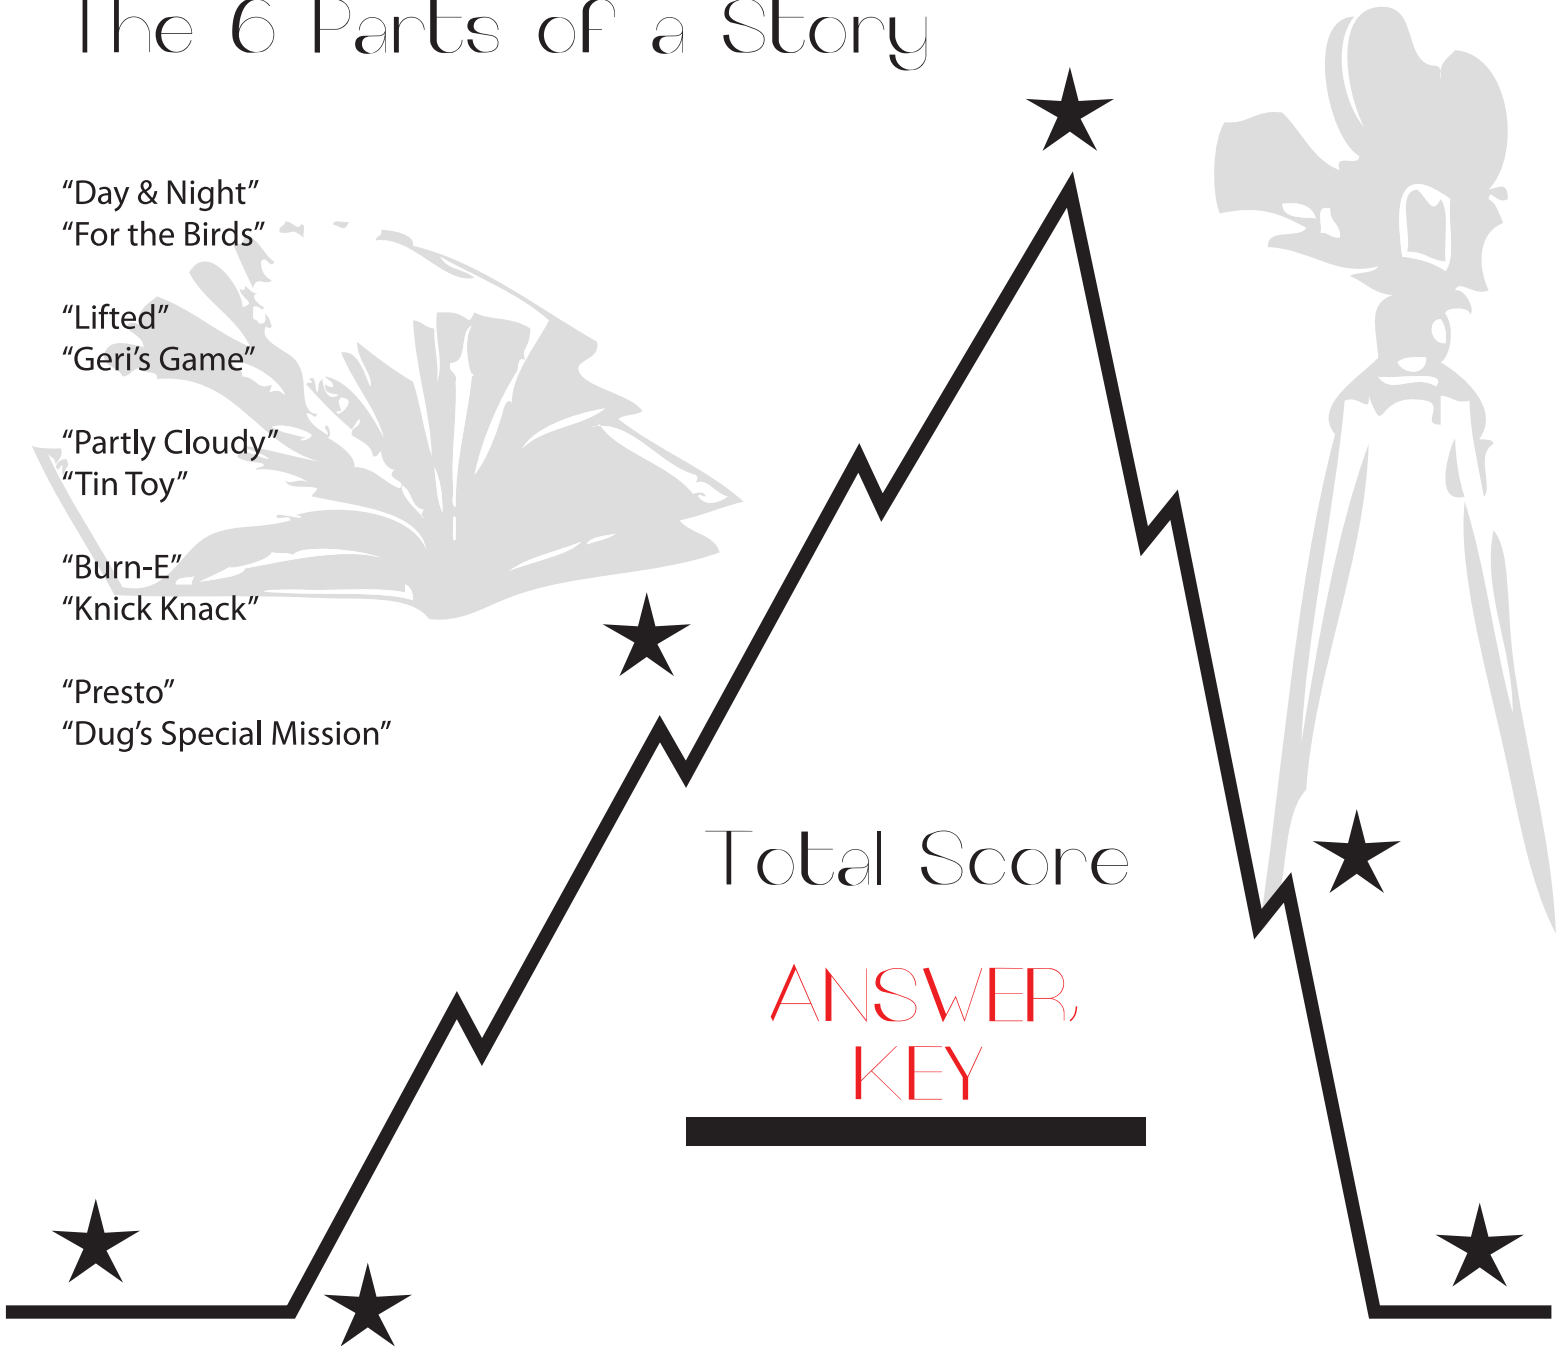 The 6 Parts of a Story
“Day & Night”
“For the Birds”
“Lifted”
“Geri’s Game”
“Partly Cloudy”
“Tin Toy”
“Burn-E”
“Knick Knack”
“Presto”
“Dug’s Special Mission”
Total Score
ANSWER
KEY